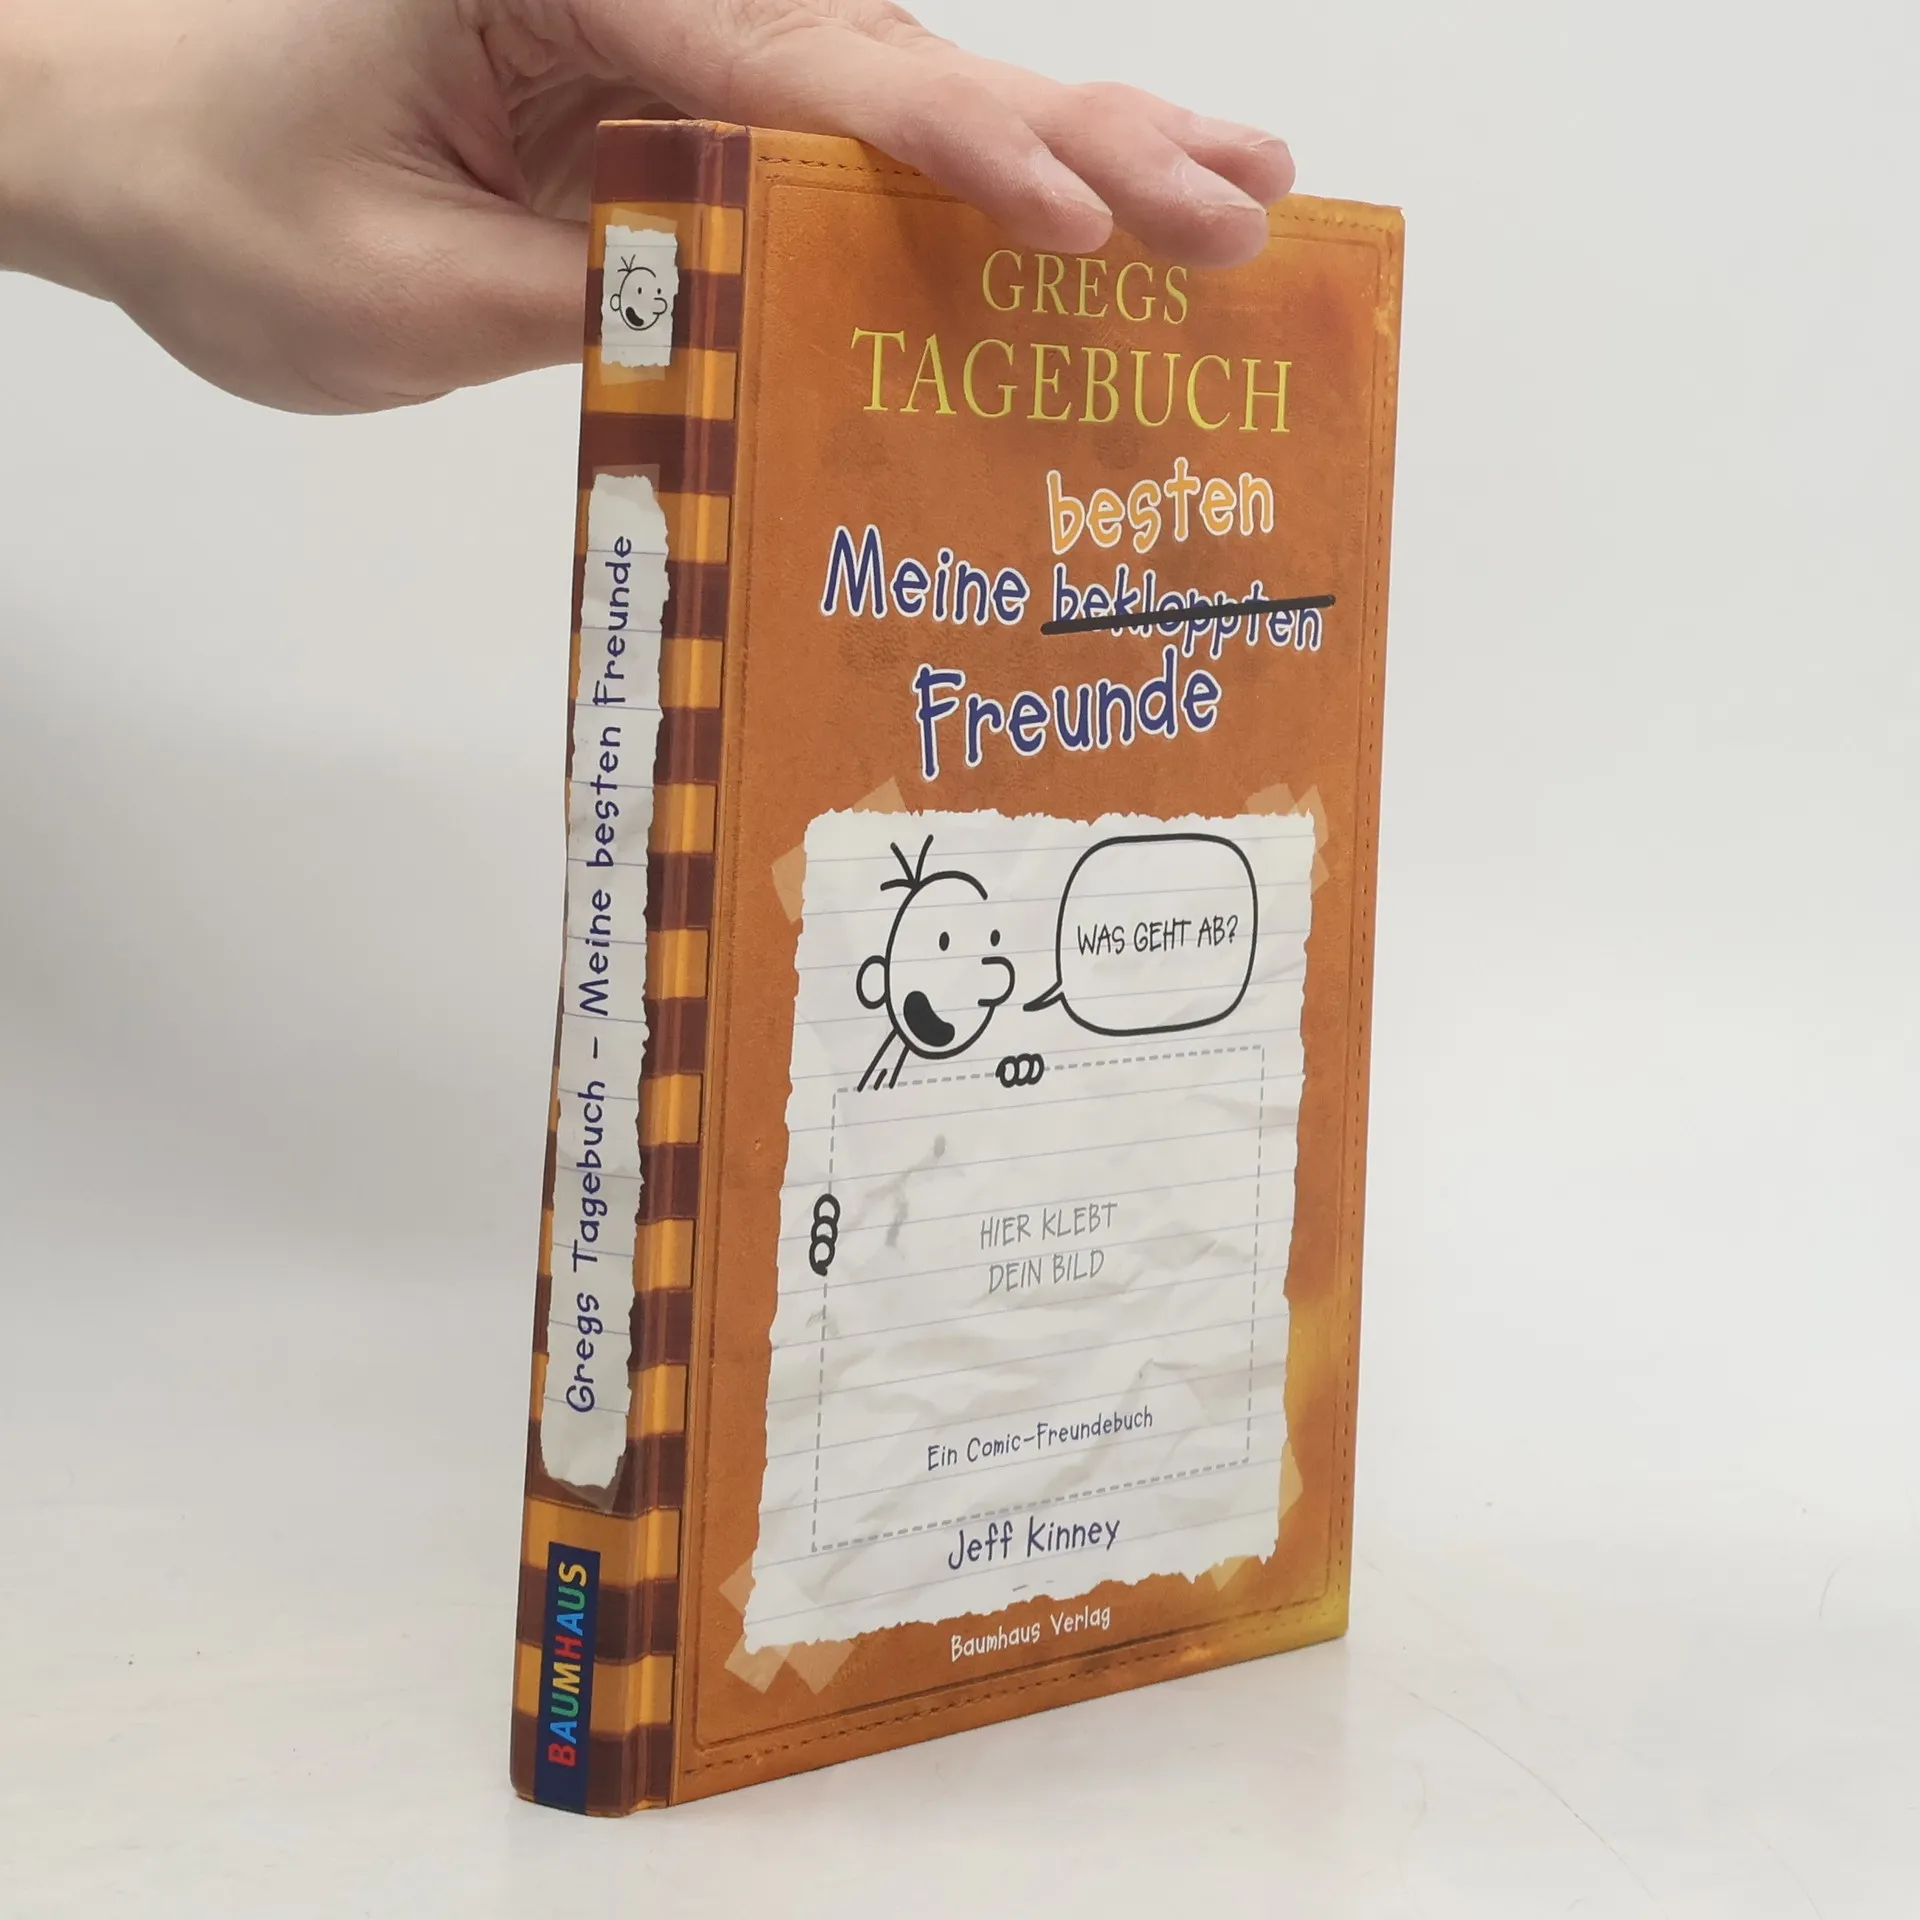 GREGS
TAGEBUCH
besten
Meine bekloppten
Freunde
WAS GEHT AB?
HIER KLEBT
DEIN BILD
Ein Comic-Freundebuch
Jeff Kinney
Baumhaus Verlag
Gregs Tagebuch - Meine besten Freunde
BAUMHAUS